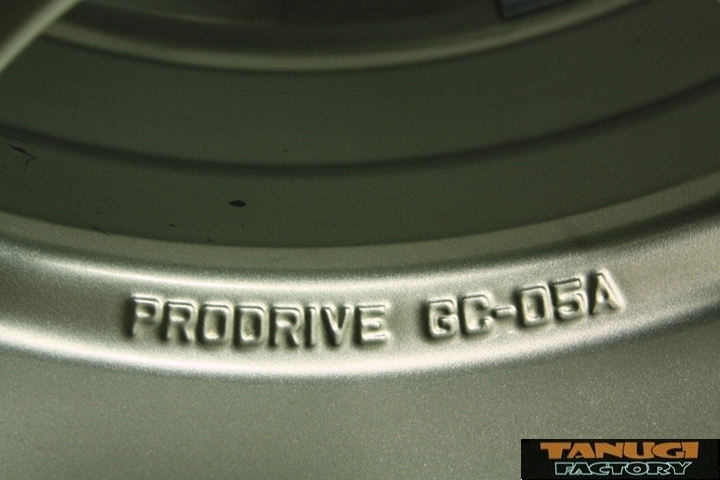 PRODRIVE GC-05A
TANUGI
FACTORY